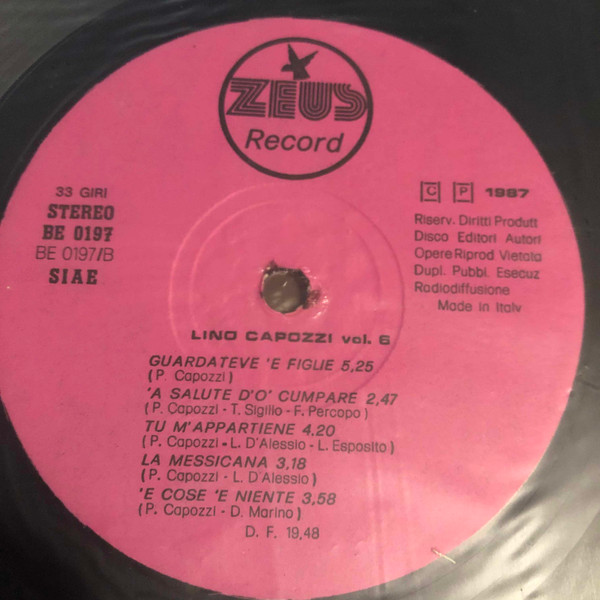 ZEUS
Record
33 GIRI
STEREO
BE 0197
BE 0197/B
SIAE
C P 1987
Riserv. Diritti Produtt
Disco Editori Autori
Opere Riprod Vietata
Dupl. Pubbl. Esecuz
Radiodiffusione
Made in Italy
LINO CAPOZZI vol. 6
GUARDATEVE 'E FIGLIE 5,25
(P. Capozzi)
'A SALUTE D'O' CUMPARE 2,47
(P. Capozzi - T. Sigillo - F. Percopo)
TU M'APPARTIENE 4.20
(P. Capozzi - L. D'Alessio - L. Esposito)
LA MESSICANA 3,18
(P. Capozzi - L. D'Alessio)
'E COSE 'E NIENTE 3,58
(P. Capozzi - D. Marino)
D. F. 19,48